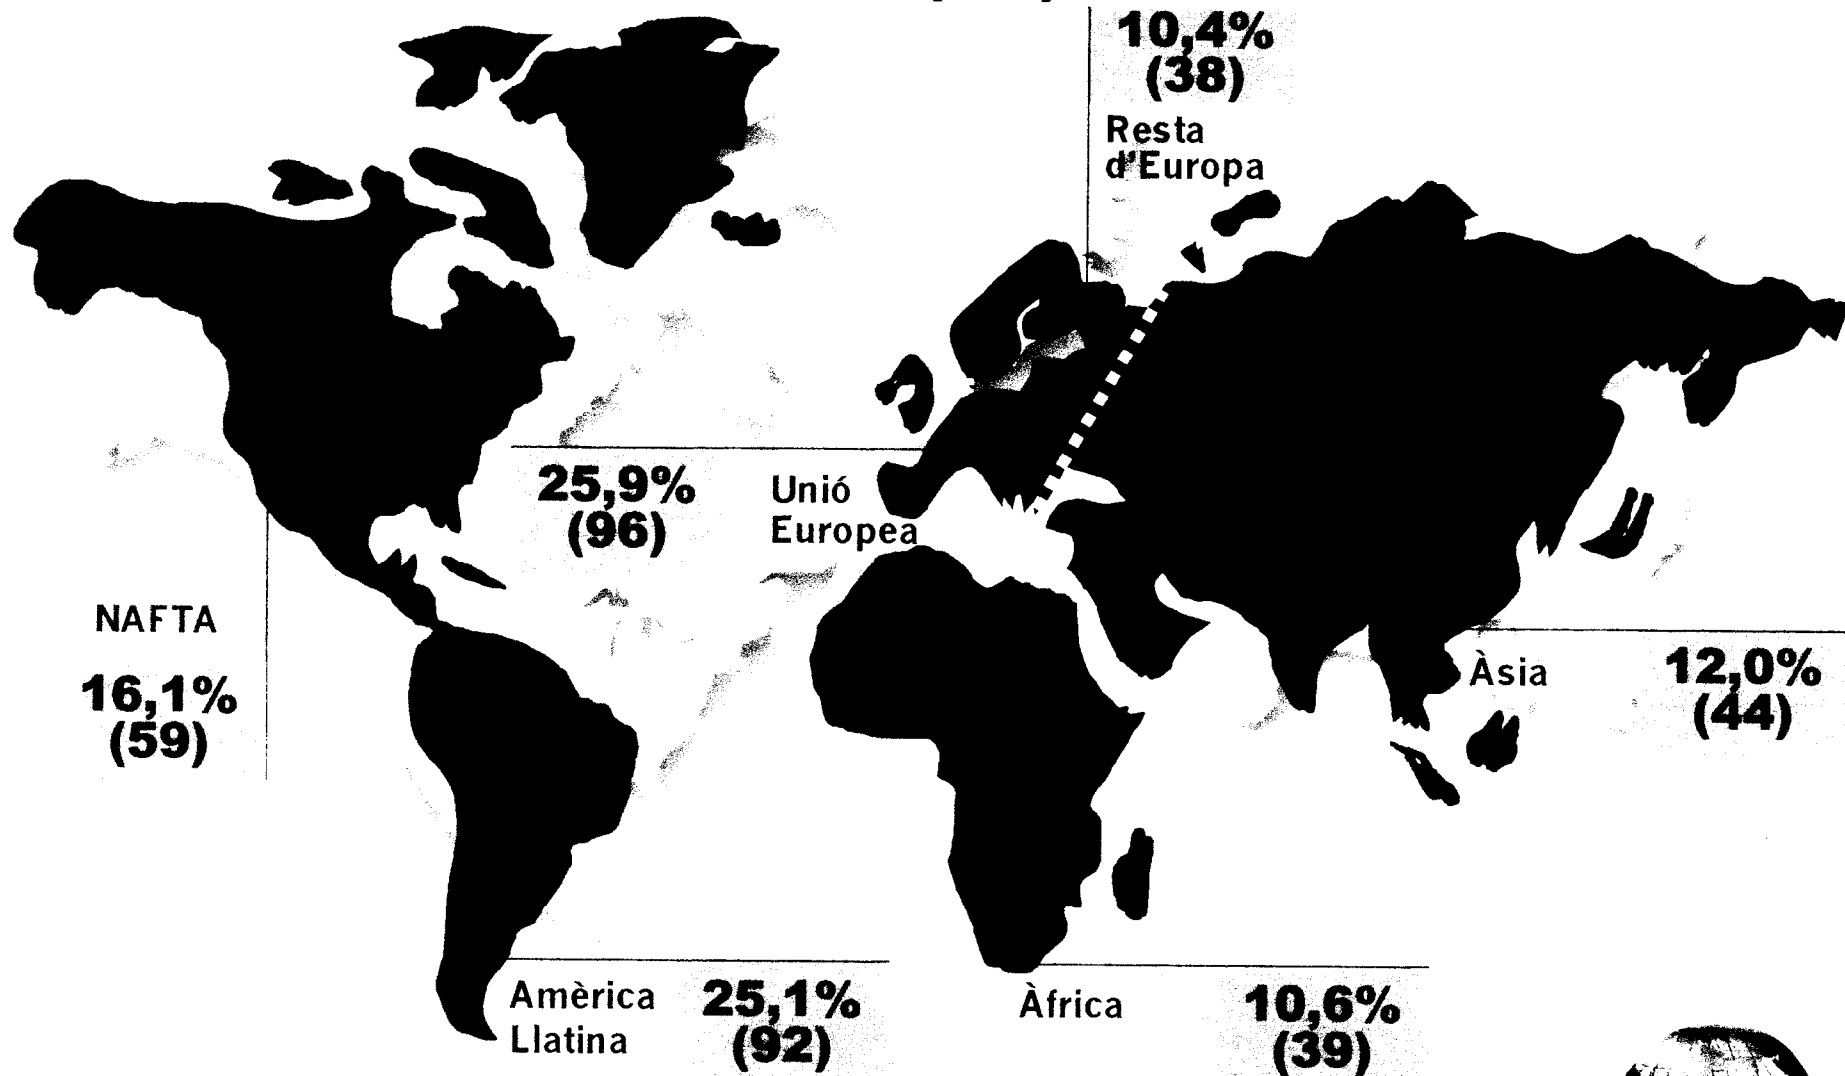 10,4%
(38)
Resta
d'Europa
25,9%
(96)
Unió
Europea
NAFTA
16,1%
(59)
Àsia
12,0%
(44)
Amèrica
Llatina
25,1%
(92)
Àfrica
10,6%
(39)